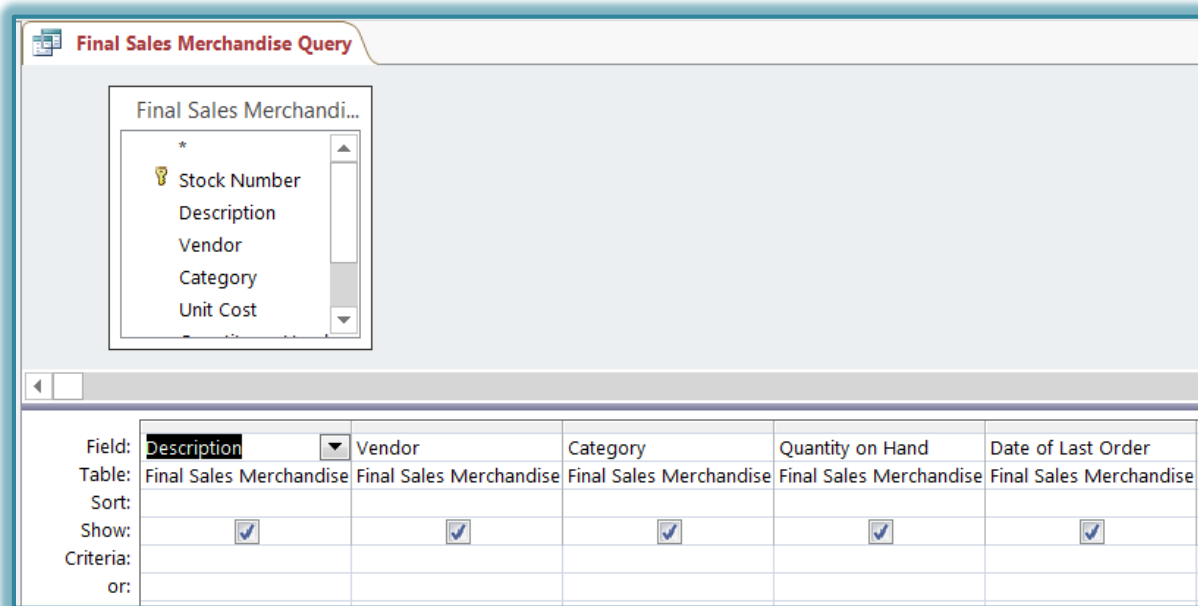 Final Sales Merchandise Query
Final Sales Merchandi...
*
Stock Number
Description
Vendor
Category
Unit Cost
Field: Description Vendor Category Quantity on Hand Date of Last Order
Table: Final Sales Merchandise Final Sales Merchandise Final Sales Merchandise Final Sales Merchandise Final Sales Merchandise
Sort:
Show:
Criteria:
or: